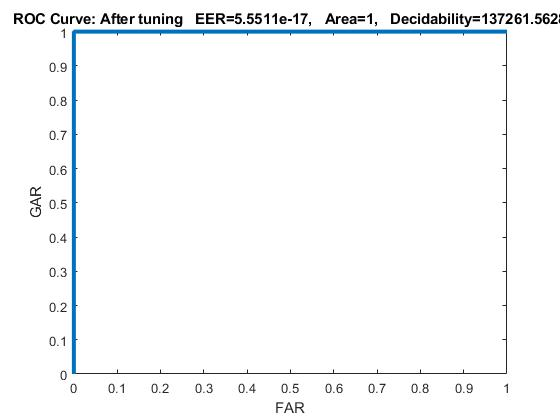 ROC Curve: After tuning EER=5.5511e-17, Area=1, Decidability=137261.5628
1
0.9
0.8
0.7
0.6
0.5
0.4
0.3
0.2
0.1
0
GAR
0 0.1 0.2 0.3 0.4 0.5 0.6 0.7 0.8 0.9 1
FAR